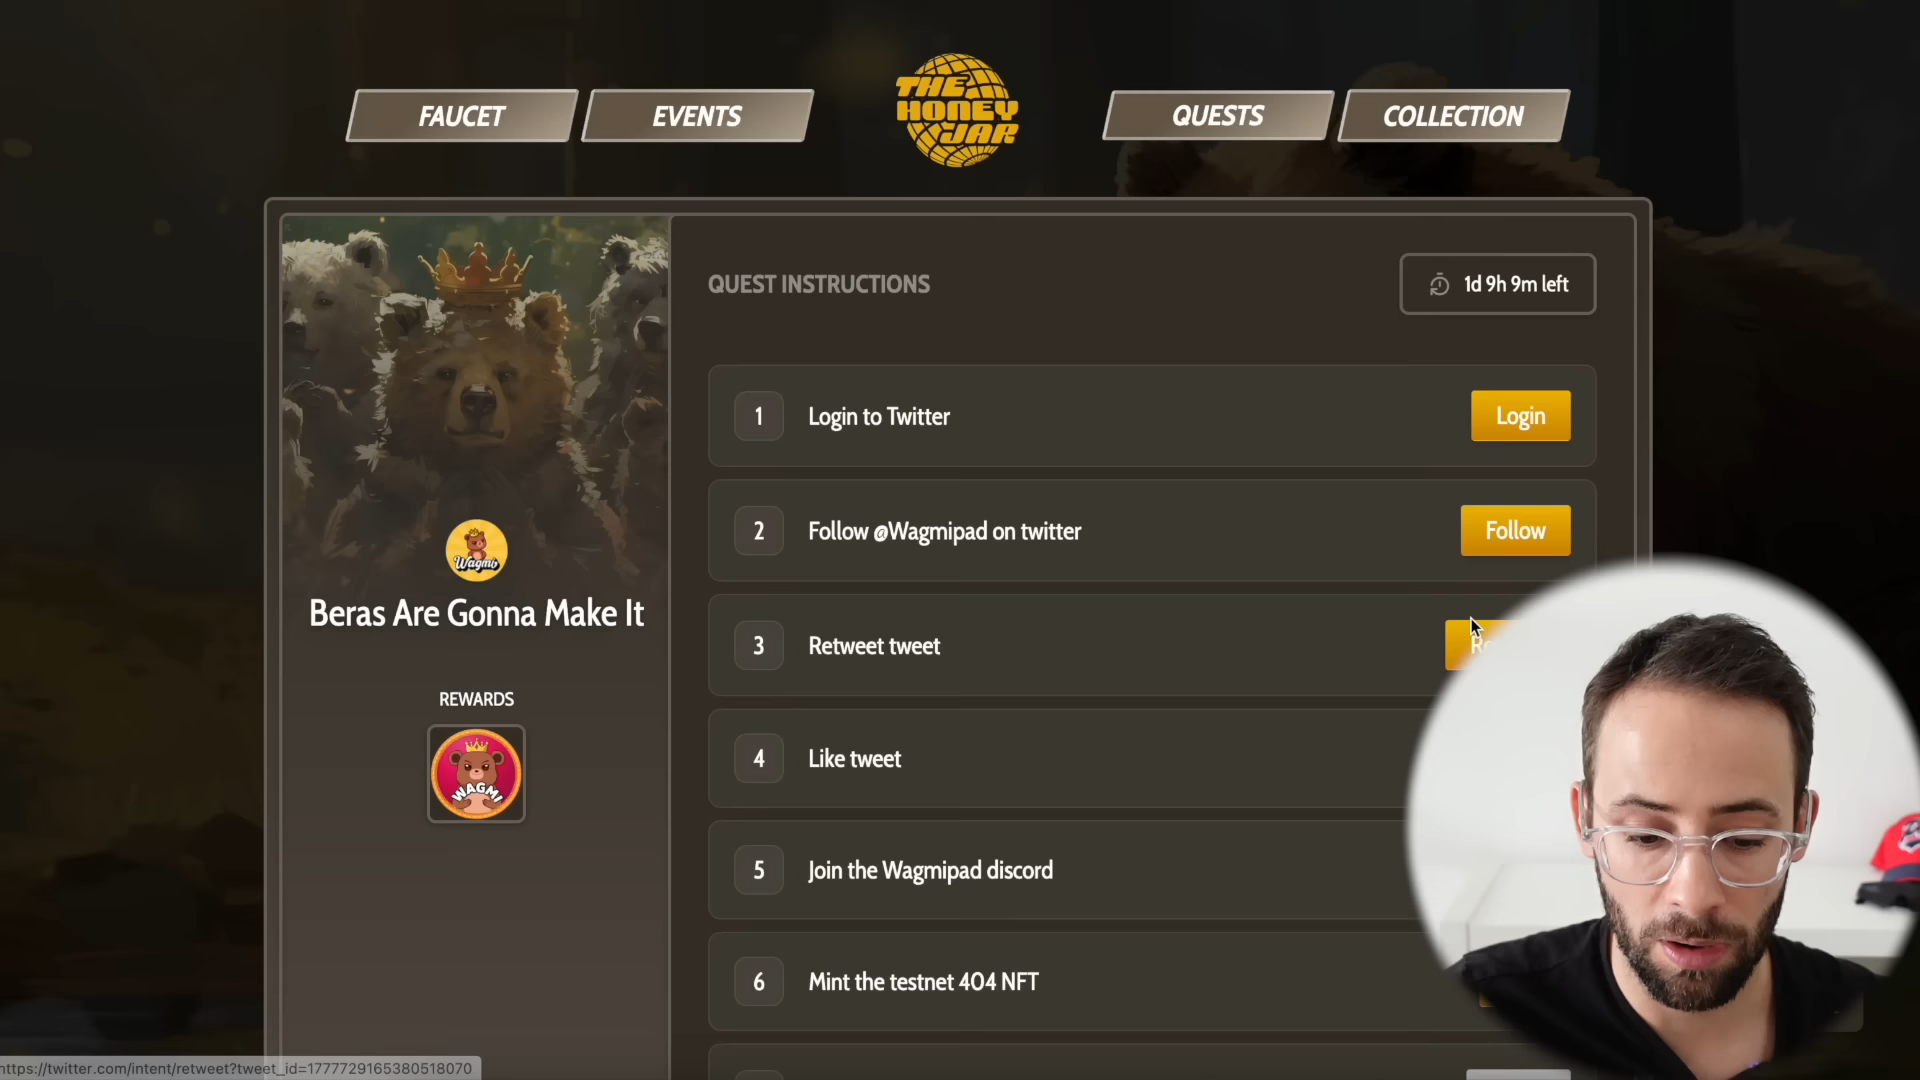 FAUCET
EVENTS
THE
HONEY
JAR
QUESTS
COLLECTION
QUEST INSTRUCTIONS
1d 9h 9m left
1 Login to Twitter Login
2 Follow @Wagmipad on twitter Follow
3 Retweet tweet
4 Like tweet
5 Join the Wagmipad discord
6 Mint the testnet 404 NFT
Wagmi
Beras Are Gonna Make It
REWARDS
WAGMI
https://twitter.com/intent/retweet?tweet_id=1777729165380518070